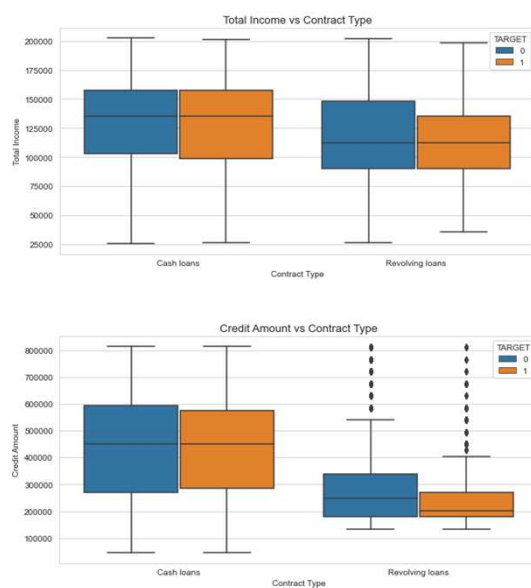 Total Income vs Contract Type
TARGET
0
1
200000
175000
150000
125000
100000
75000
50000
25000
Total Income
Cash loans
Revolving loans
Contract Type
Credit Amount vs Contract Type
TARGET
0
1
800000
700000
600000
500000
400000
300000
200000
100000
Credit Amount
Cash loans
Revolving loans
Contract Type